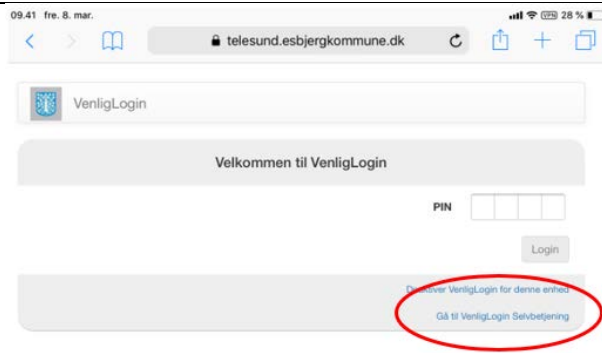 09.41 fre. 8. mar.
VPN 28 %
telesund.esbjergkommune.dk
VenligLogin
Velkommen til VenligLogin
PIN
Login
Deaktiver VenligLogin for denne enhed
Gå til VenligLogin Selvbetjening